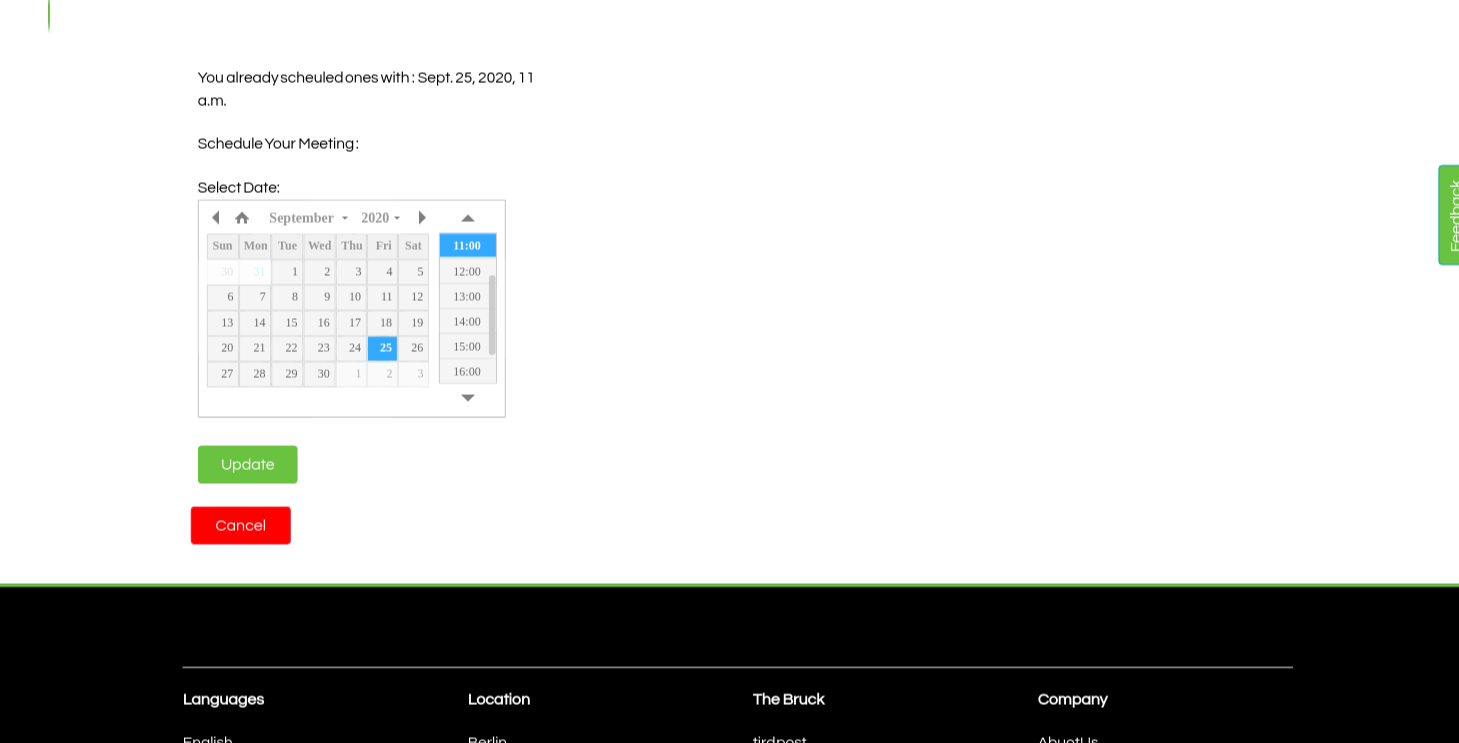 You already scheuled ones with : Sept. 25, 2020, 11
a.m.
Schedule Your Meeting :
Select Date:
September 2020
Sun Mon Tue Wed Thu Fri Sat
30 31 1 2 3 4 5
6 7 8 9 10 11 12
13 14 15 16 17 18 19
20 21 22 23 24 25 26
27 28 29 30 1 2 3
11:00
12:00
13:00
14:00
15:00
16:00
Update
Cancel
Feedback
Languages Location The Bruck Company
English Berlin tirdpost AbuotUs